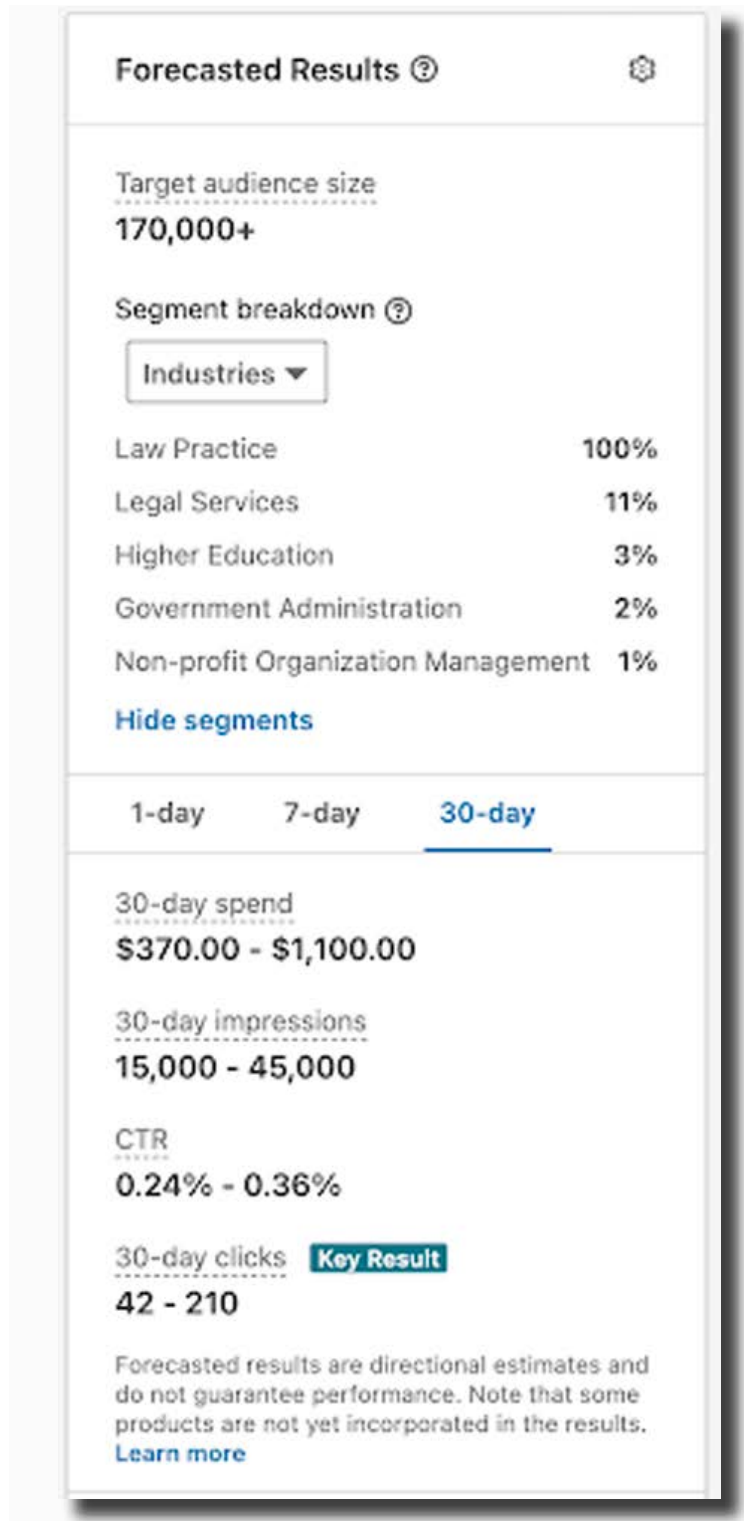 Forecasted Results
Target audience size
170,000+
Segment breakdown
Industries
Law Practice 100%
Legal Services 11%
Higher Education 3%
Government Administration 2%
Non-profit Organization Management 1%
Hide segments
1-day 7-day 30-day
30-day spend
$370.00 - $1,100.00
30-day impressions
15,000 - 45,000
CTR
0.24% - 0.36%
30-day clicks Key Result
42 - 210
Forecasted results are directional estimates and
do not guarantee performance. Note that some
products are not yet incorporated in the results.
Learn more